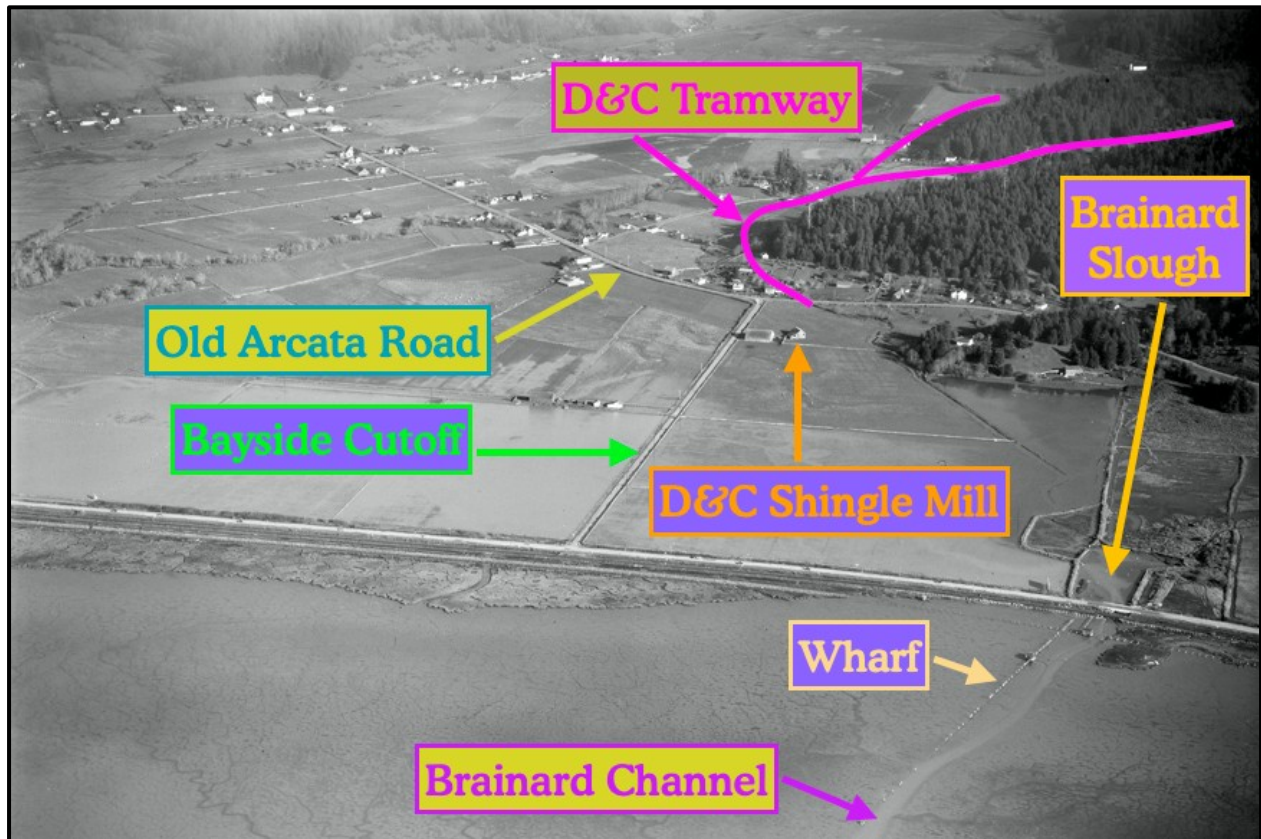 D&C Tramway
Brainard
Slough
Old Arcata Road
Bayside Cutoff
D&C Shingle Mill
Wharf
Brainard Channel